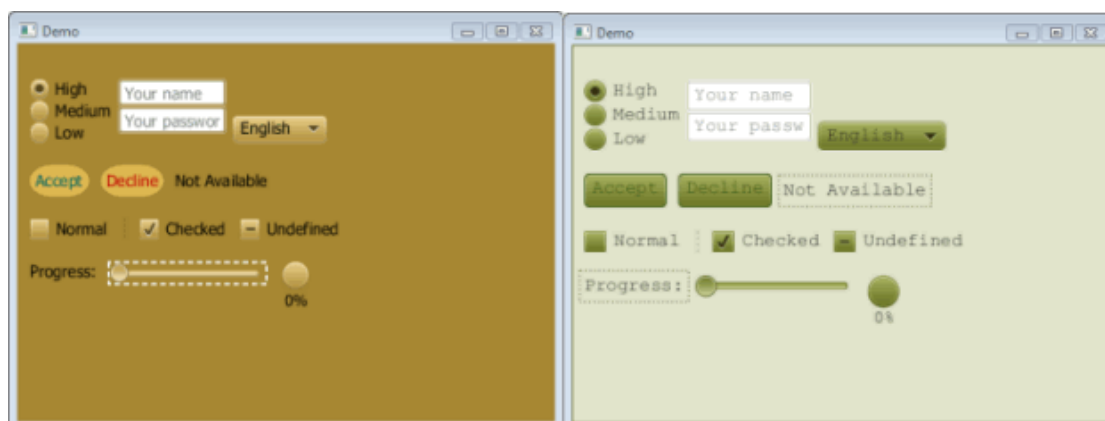 Demo
High
Your name
Medium
Your passwor
Low
English
Accept Decline Not Available
Normal Checked Undefined
Progress:
0%
Demo
High
Your name
Medium
Your passw
Low
English
Accept Decline Not Available
Normal Checked Undefined
Progress:
0%